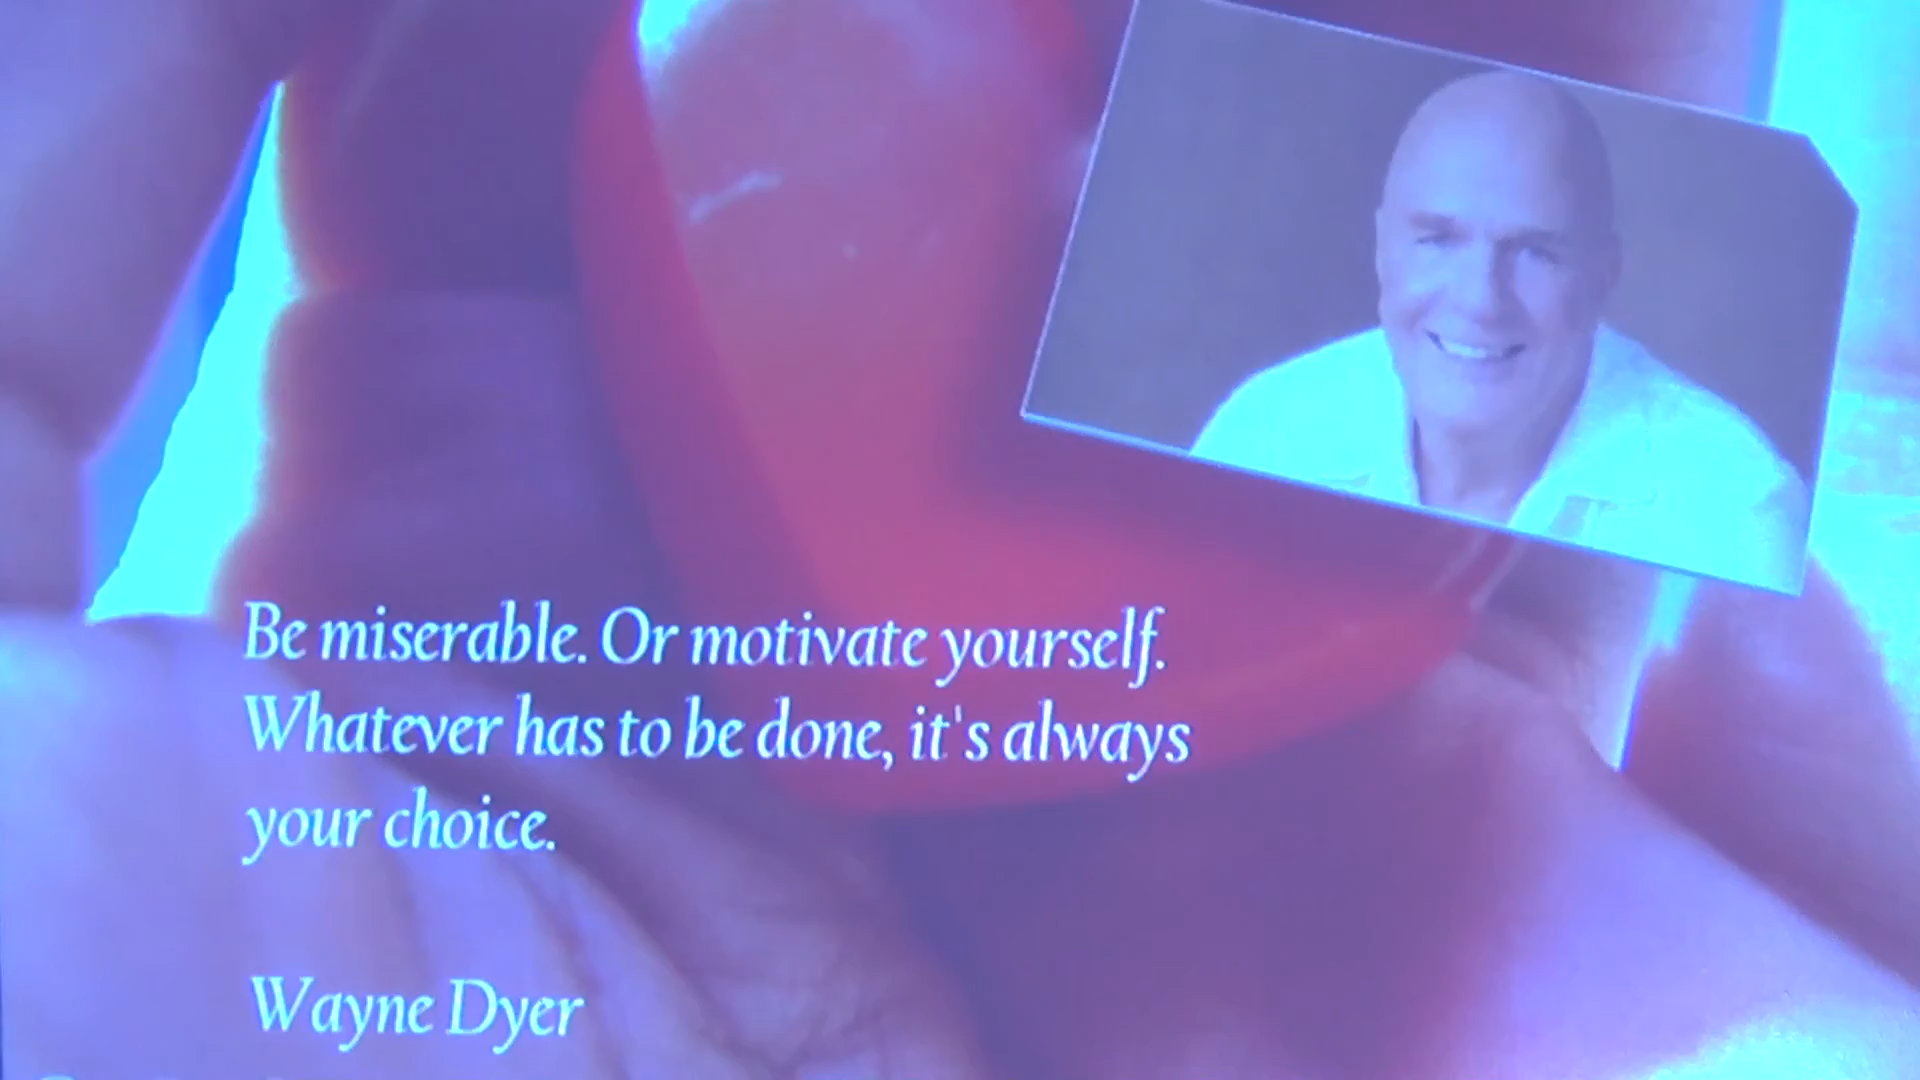 Be miserable. Or motivate yourself.
Whatever has to be done, it's always
your choice.
Wayne Dyer